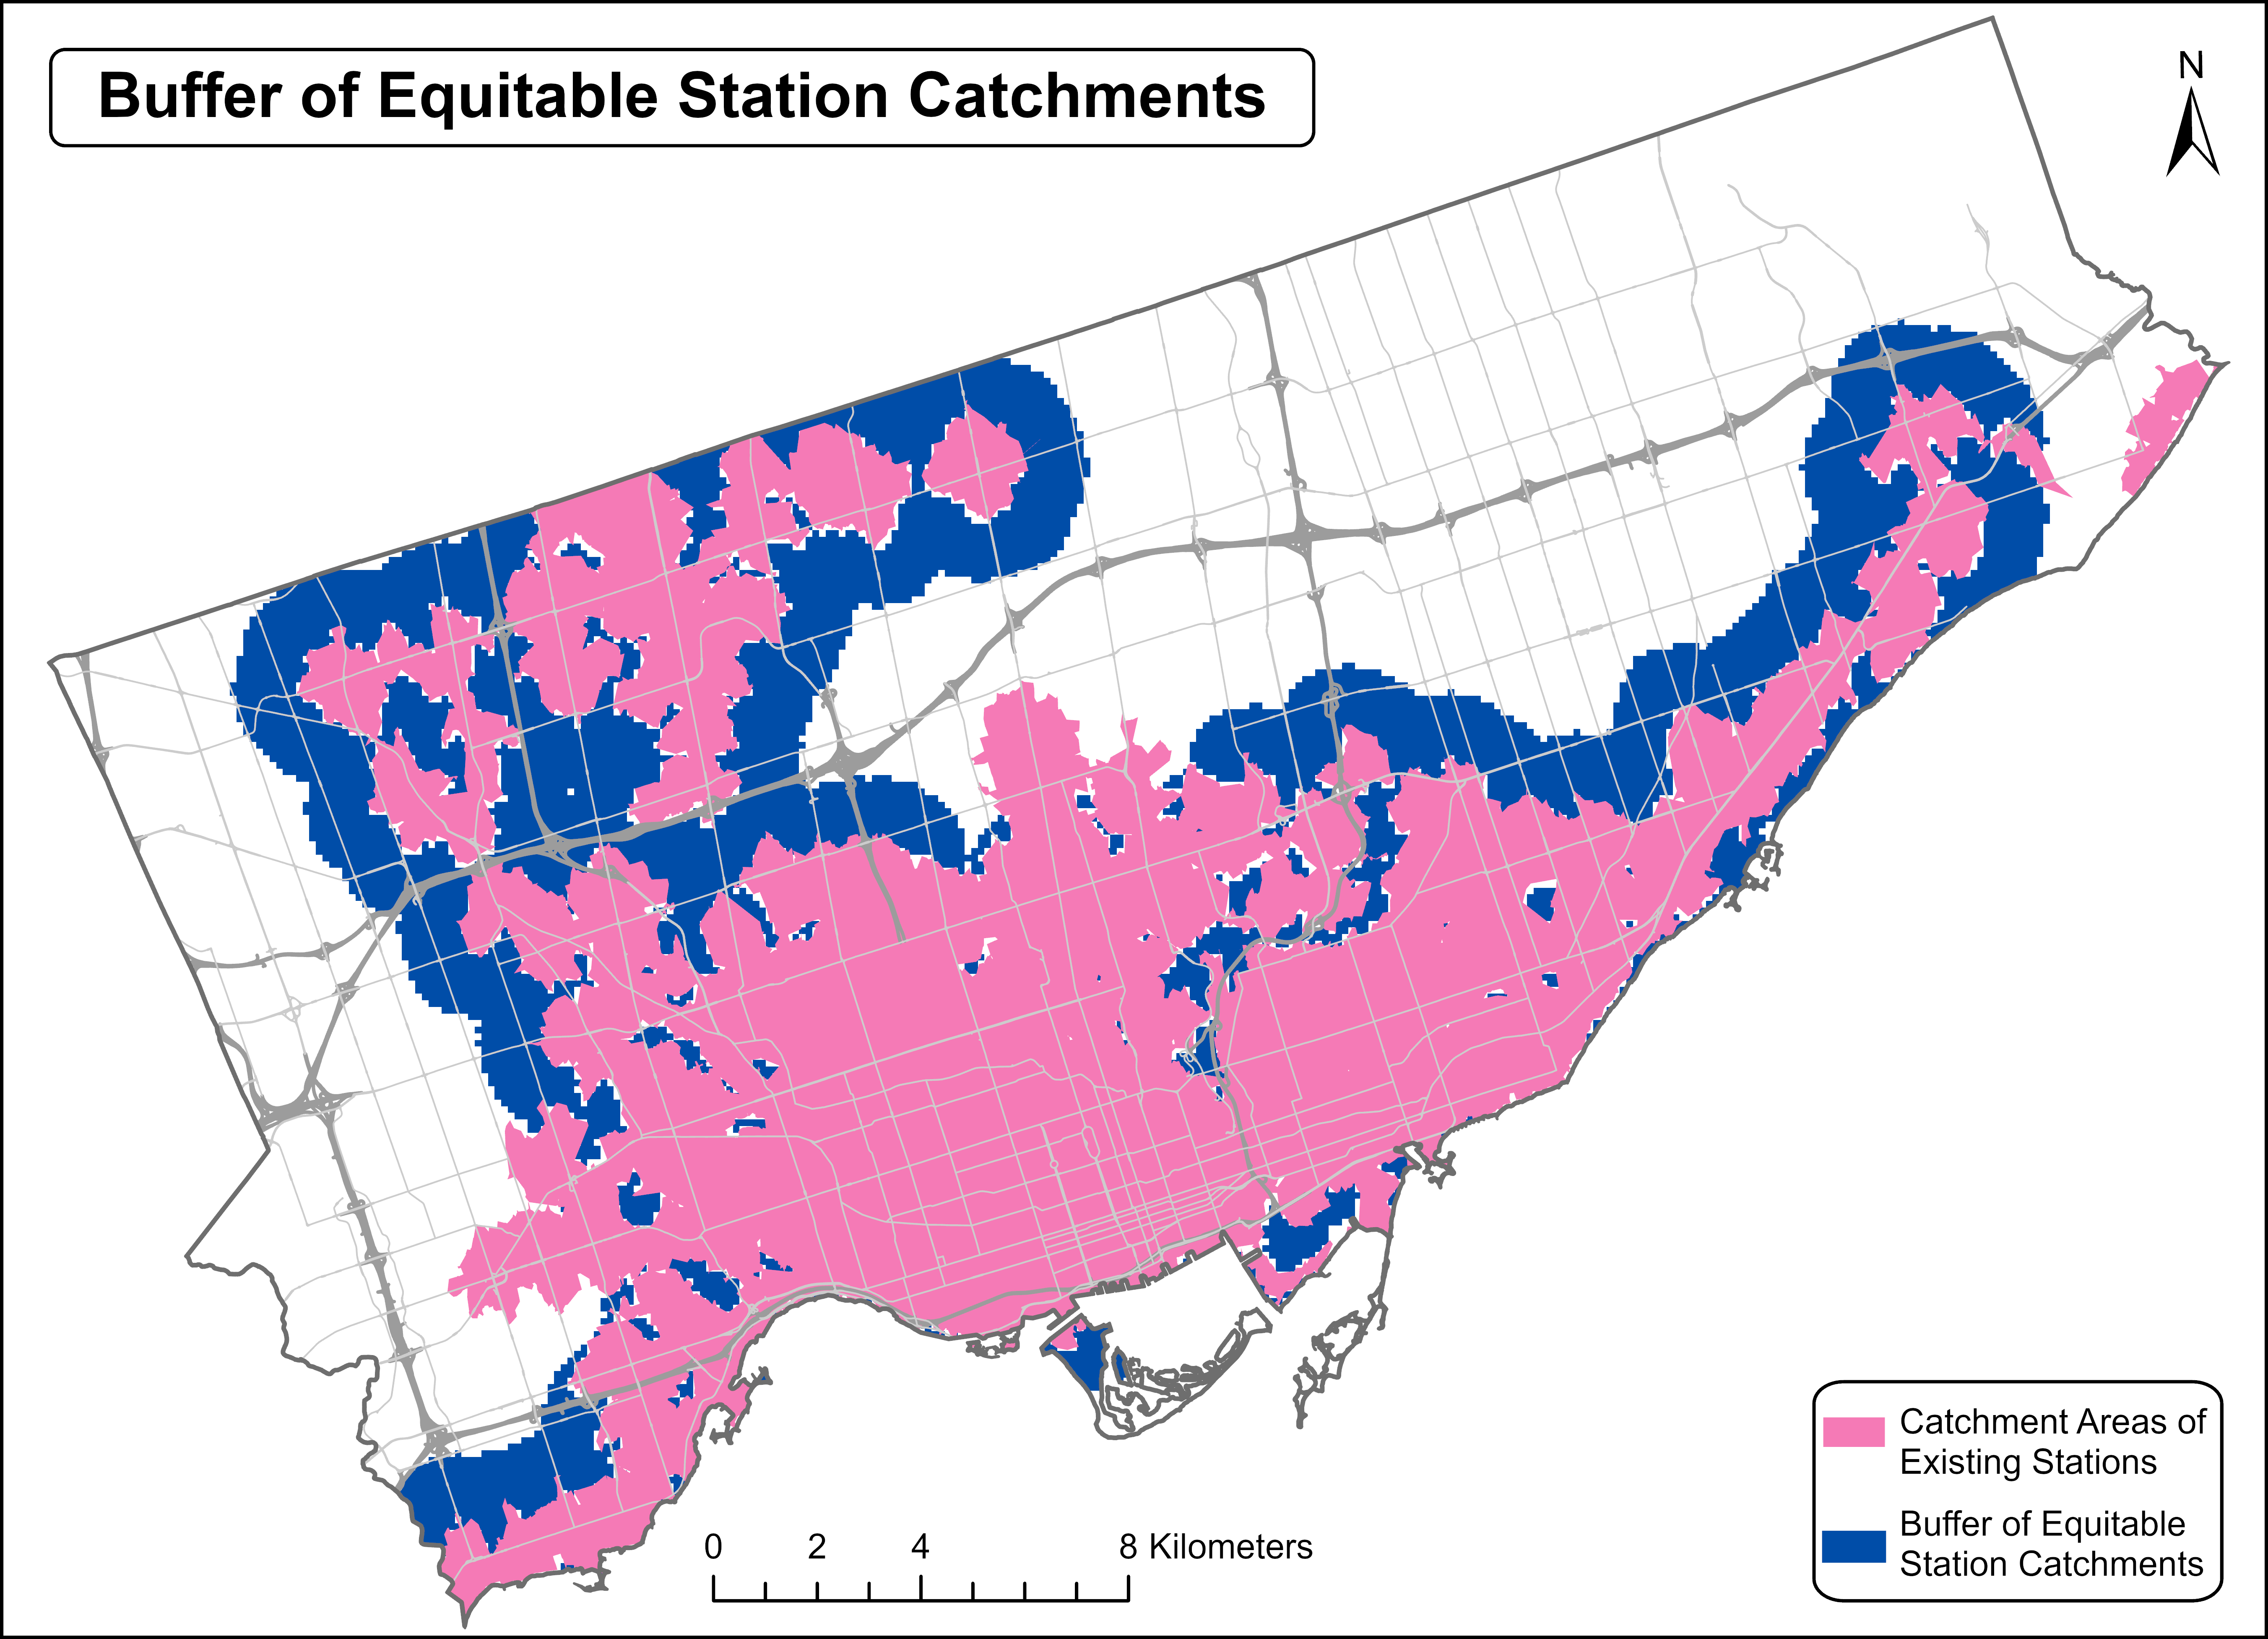 Buffer of Equitable Station Catchments
N
Catchment Areas of
Existing Stations
Buffer of Equitable
Station Catchments
0 2 4 8 Kilometers